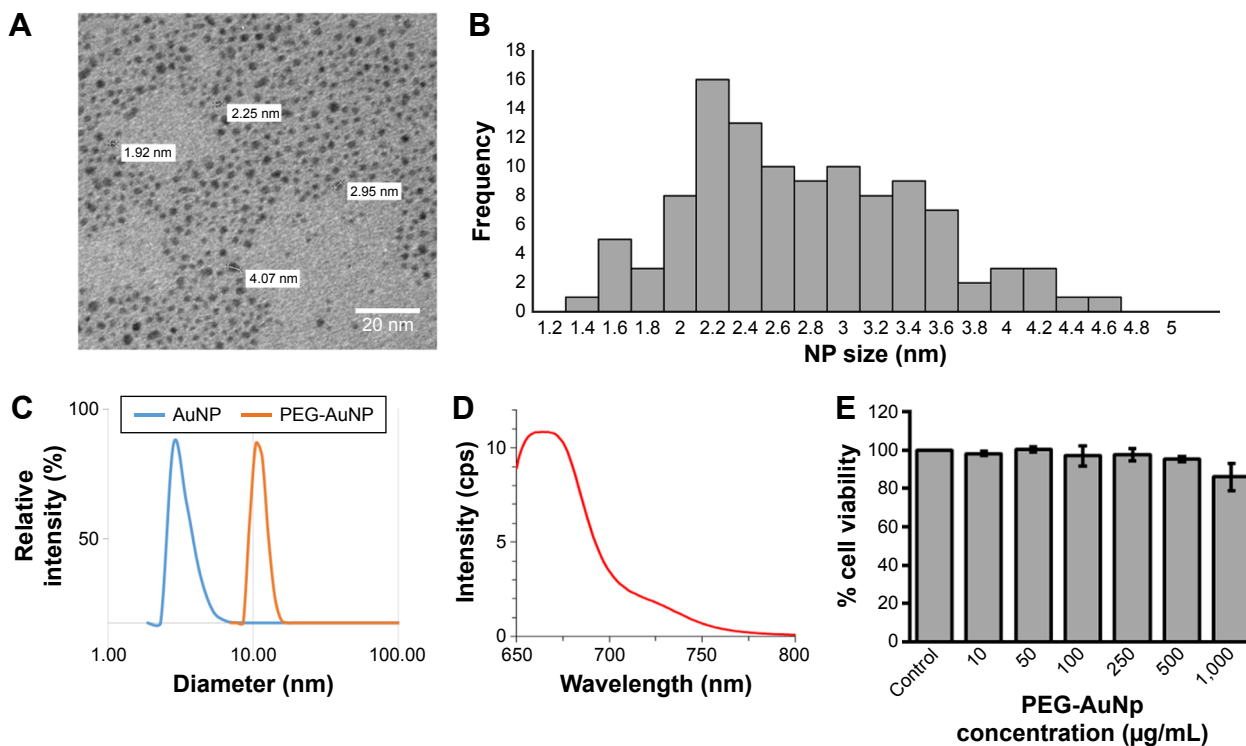 A
2.25 nm
1.92 nm
2.95 nm
4.07 nm
20 nm
B
Frequency
18
16
14
12
10
8
6
4
2
0
1.2 1.4 1.6 1.8 2 2.2 2.4 2.6 2.8 3 3.2 3.4 3.6 3.8 4 4.2 4.4 4.6 4.8 5
NP size (nm)
C
AuNP PEG-AuNP
Relative
intensity (%)
100
50
1.00 10.00 100.00
Diameter (nm)
D
Intensity (cps)
10
5
0
650 700 750 800
Wavelength (nm)
E
% cell viability
120
100
80
60
40
20
0
Control 10 50 100 250 500 1,000
PEG-AuNp
concentration (µg/mL)